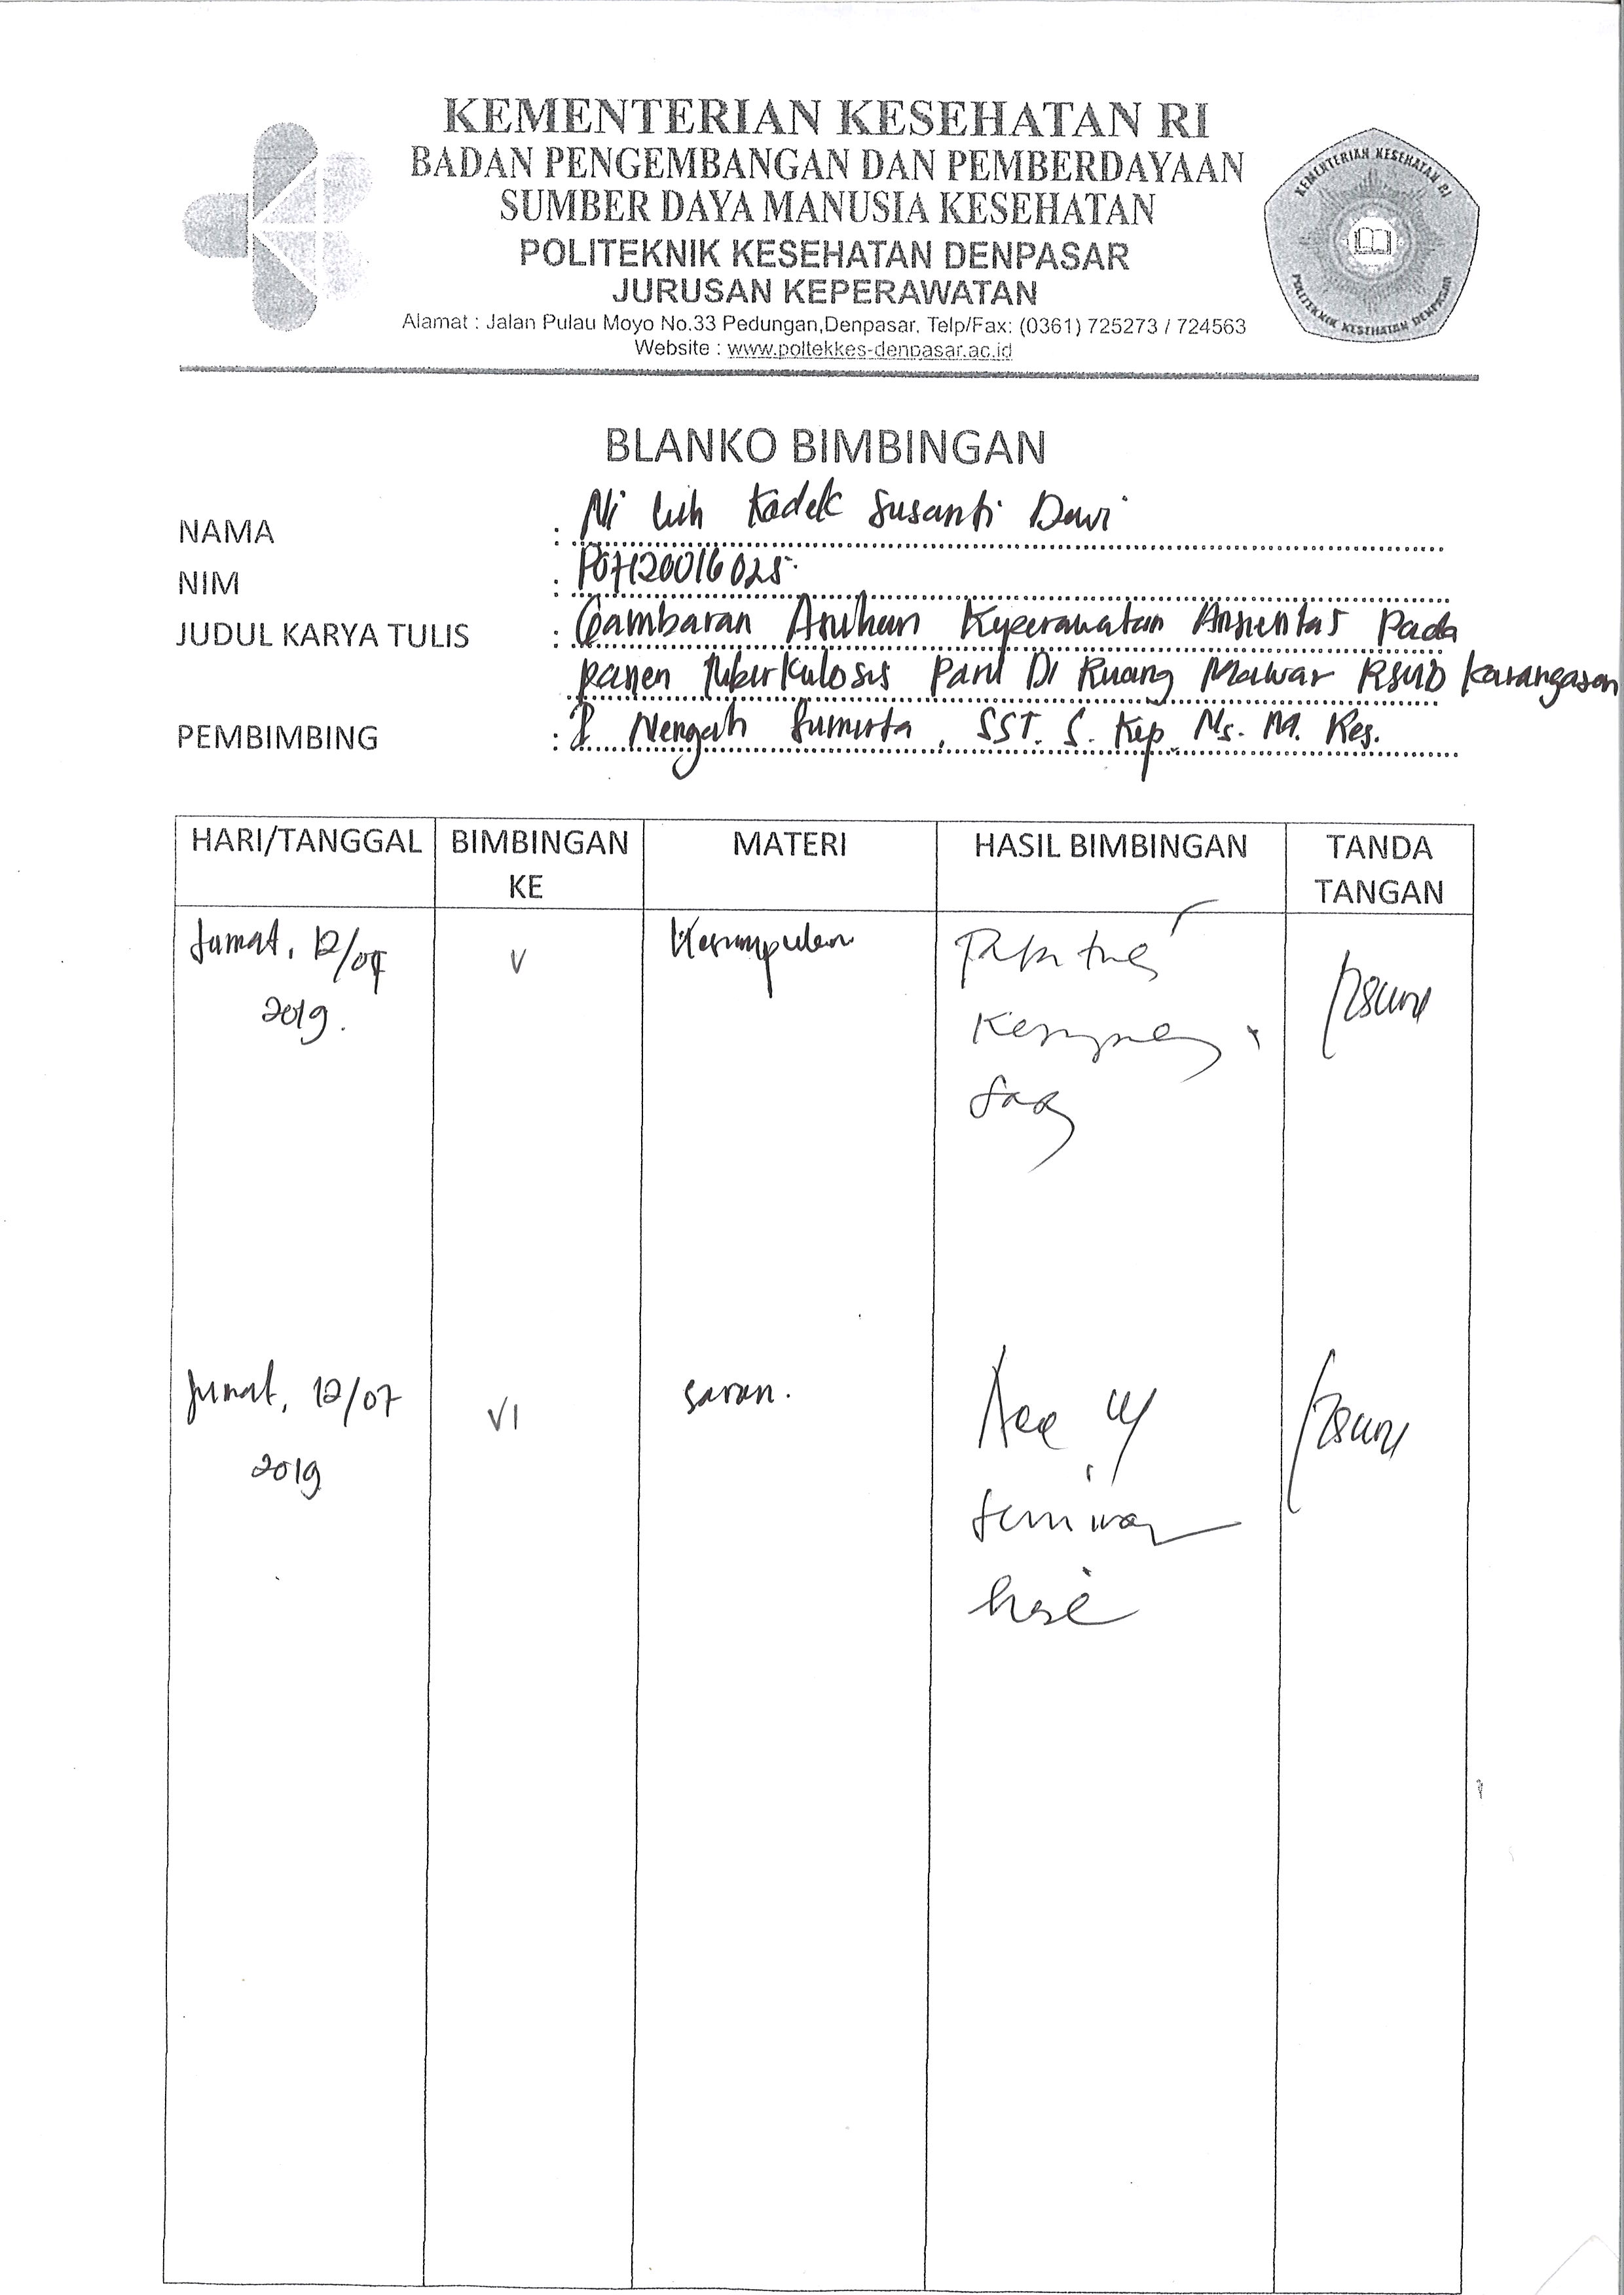 KEMENTERIAN KESEHATAN RI
BADAN PENGEMBANGAN DAN PEMBERDAYAAN
SUMBER DAYA MANUSIA KESEHATAN
POLITEKNIK KESEHATAN DENPASAR
JURUSAN KEPERAWATAN
Alamat : Jalan Pulau Moyo No.33 Pedungan,Denpasar. Telp/Fax: (0361) 725273 / 724563
Website : www.poltekkes-denpasar.ac.id
KEMENTERIAN KESEHATAN RI
POLITEKNIK KESEHATAN DENPASAR
BLANKO BIMBINGAN
NAMA : Ni Luh Kadek Susanti Dewi
NIM : P07120016025
JUDUL KARYA TULIS : Gambaran Asuhan Keperawatan Ansientas Pada
pasien Tuberkulosis Paru Di Ruang Mawar RSUD Karangasem
PEMBIMBING : I Nengah Sumirta, SST. S. Kep. Ns. M. Kes.
HARI/TANGGAL BIMBINGAN KE MATERI HASIL BIMBINGAN TANDA TANGAN
Jumat, 12/07 2019. V Kesimpulan
Jumat, 12/07 2019 VI saran. Acc
seminar
hasil